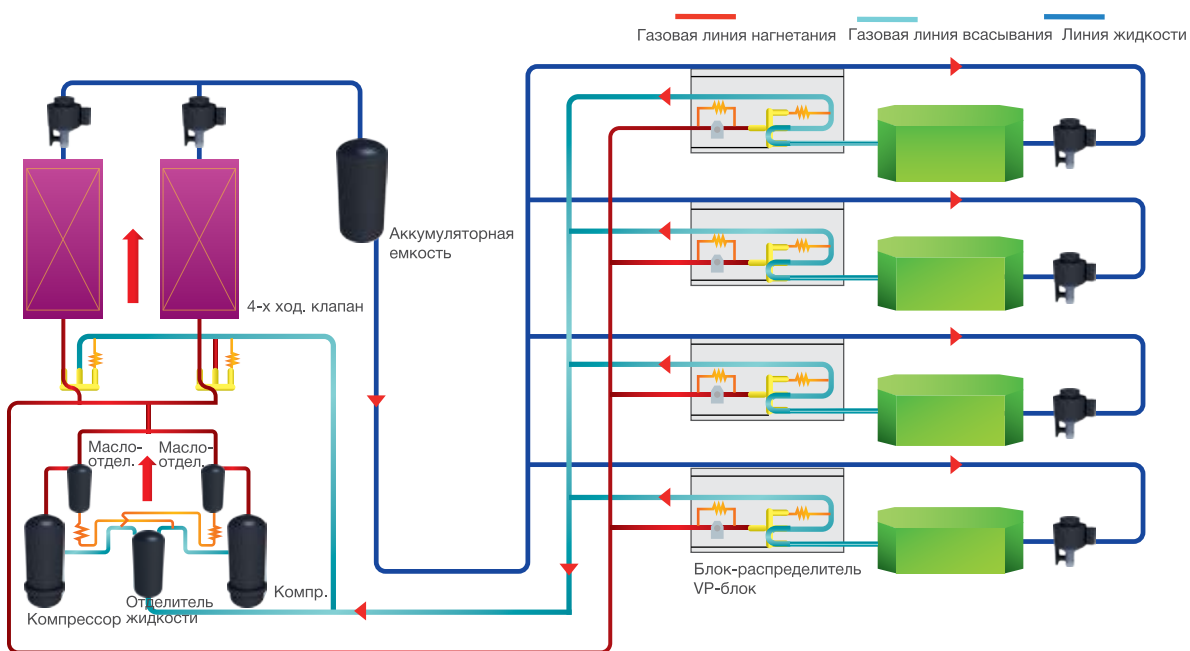 Газовая линия нагнетания
Газовая линия всасывания
Линия жидкости
Аккумуляторная
емкость
4-х ход. клапан
Масло-
отдел.
Масло-
отдел.
Компрессор
Отделитель
жидкости
Компр.
Блок-распределитель
VP-блок